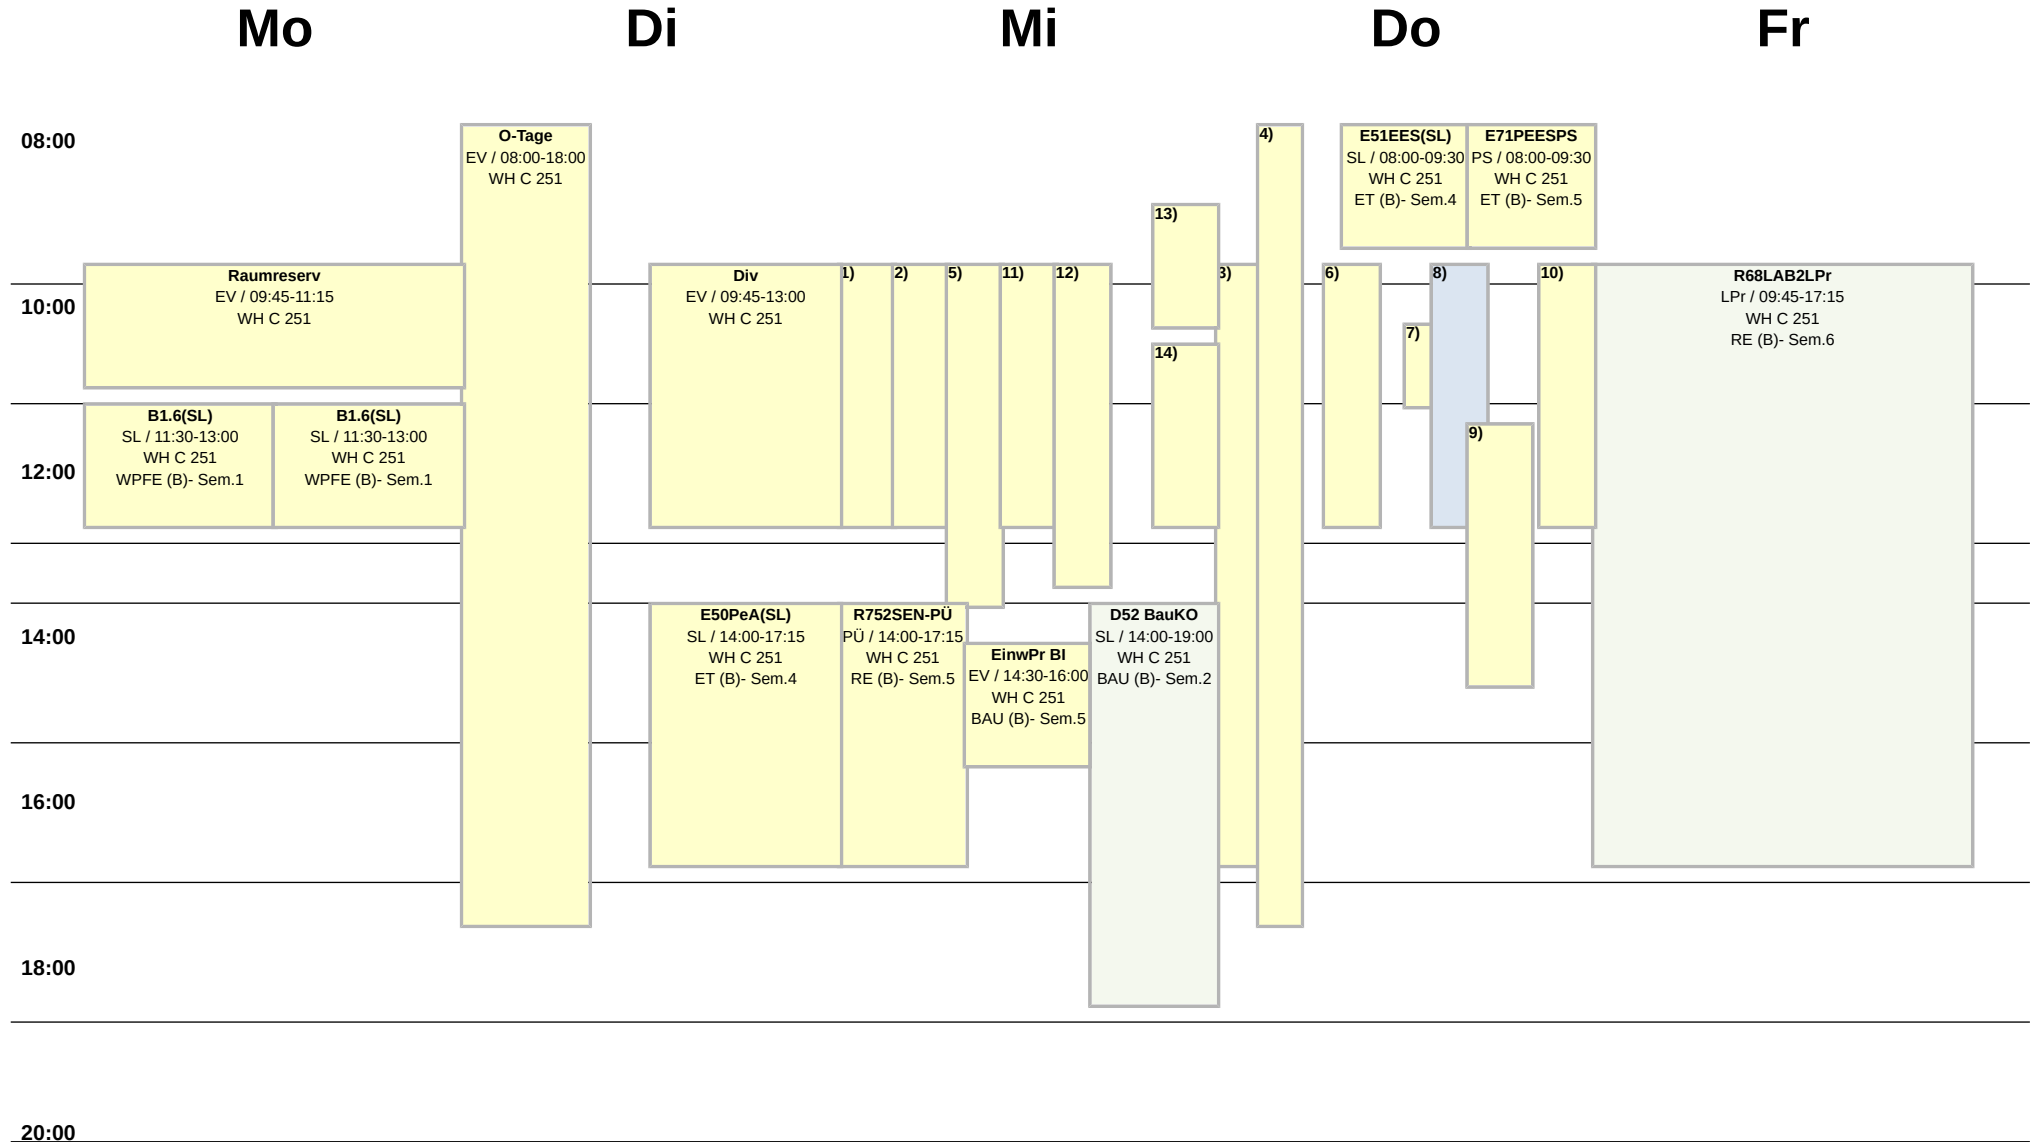 Mo
Di
Mi
Do
Fr
08:00
10:00
12:00
14:00
16:00
18:00
20:00
O-Tage
EV / 08:00-18:00
WH C 251
Raumreserv
EV / 09:45-11:15
WH C 251
B1.6(SL)
SL / 11:30-13:00
WH C 251
WPFE (B)- Sem.1
B1.6(SL)
SL / 11:30-13:00
WH C 251
WPFE (B)- Sem.1
Div
EV / 09:45-13:00
WH C 251
1)
2)
5)
11)
12)
E50PeA(SL)
SL / 14:00-17:15
WH C 251
ET (B)- Sem.4
R752SEN-PÜ
PÜ / 14:00-17:15
WH C 251
RE (B)- Sem.5
EinwPr BI
EV / 14:30-16:00
WH C 251
BAU (B)- Sem.5
D52 BauKO
SL / 14:00-19:00
WH C 251
BAU (B)- Sem.2
13)
14)
3)
4)
E51EES(SL)
SL / 08:00-09:30
WH C 251
ET (B)- Sem.4
E71PEESPS
PS / 08:00-09:30
WH C 251
ET (B)- Sem.5
6)
7)
8)
9)
10)
R68LAB2LPr
LPr / 09:45-17:15
WH C 251
RE (B)- Sem.6